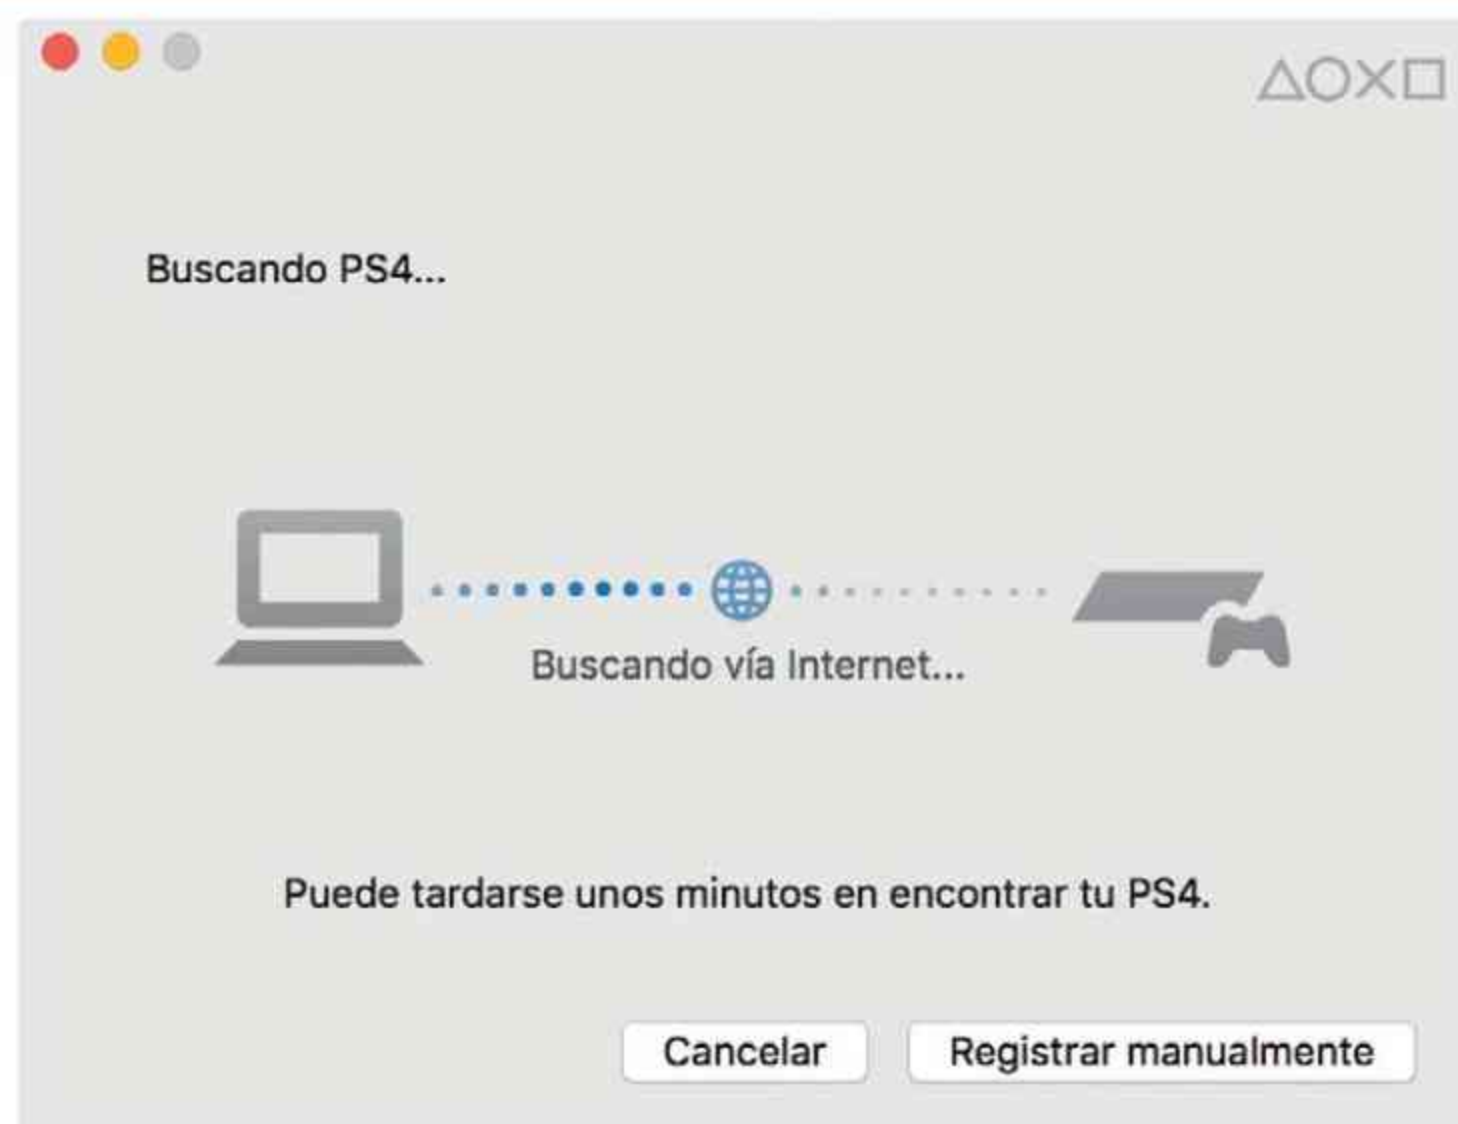 Buscando PS4...
Buscando vía Internet...
Puede tardarse unos minutos en encontrar tu PS4.
Cancelar
Registrar manualmente